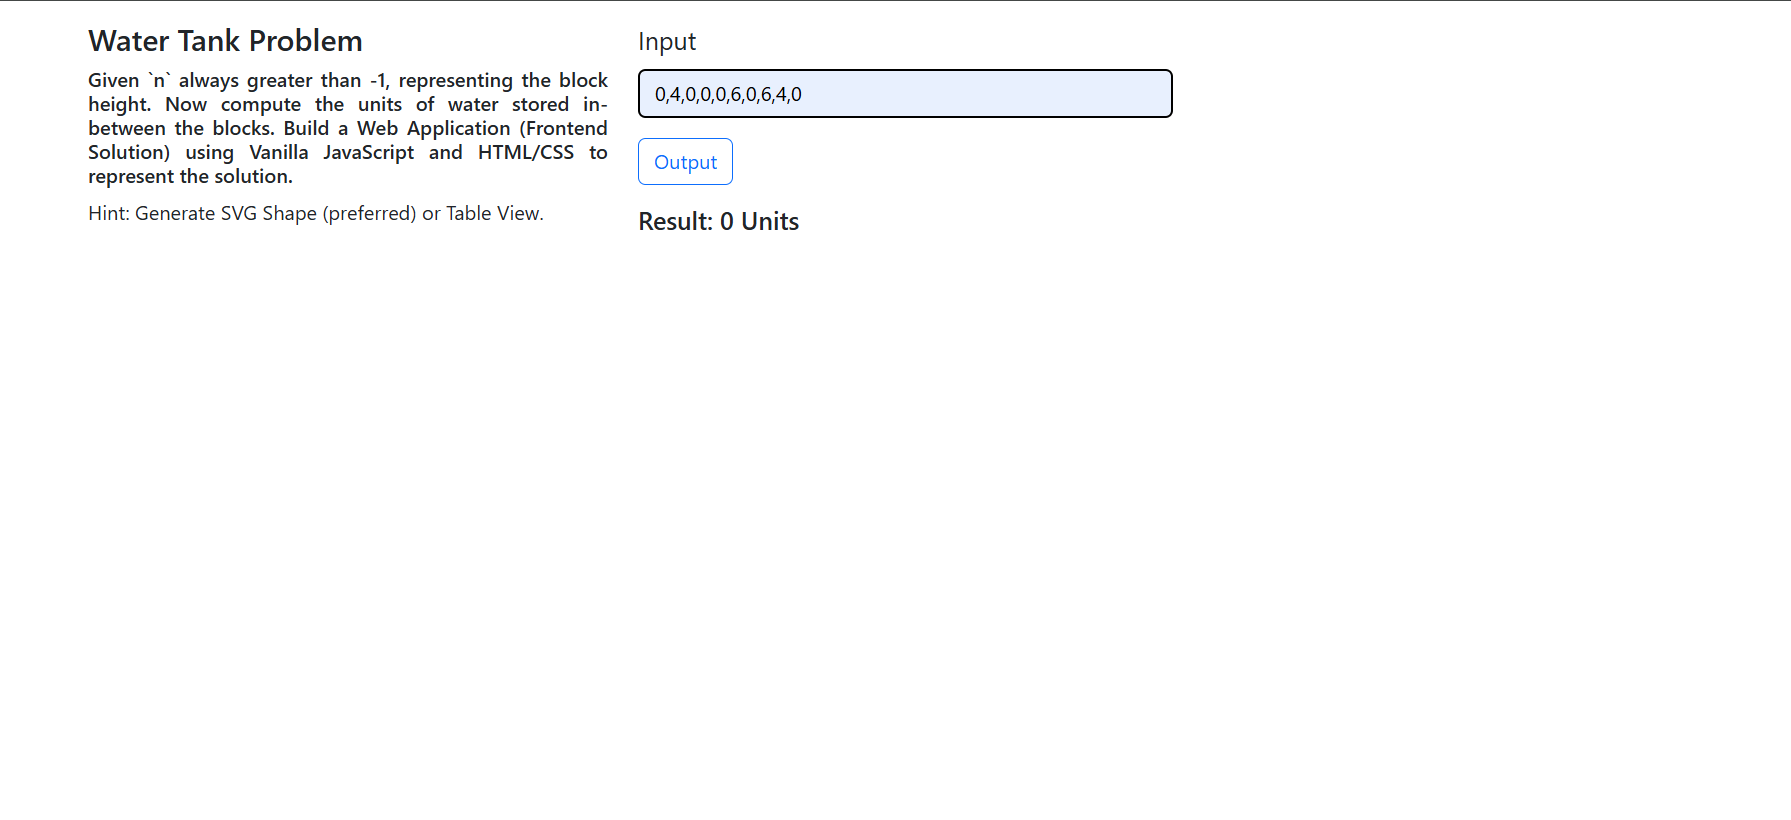 Water Tank Problem
Given `n` always greater than -1, representing the block
height. Now compute the units of water stored in-
between the blocks. Build a Web Application (Frontend
Solution) using Vanilla JavaScript and HTML/CSS to
represent the solution.
Hint: Generate SVG Shape (preferred) or Table View.
Input
0,4,0,0,0,6,0,6,4,0
Output
Result: 0 Units